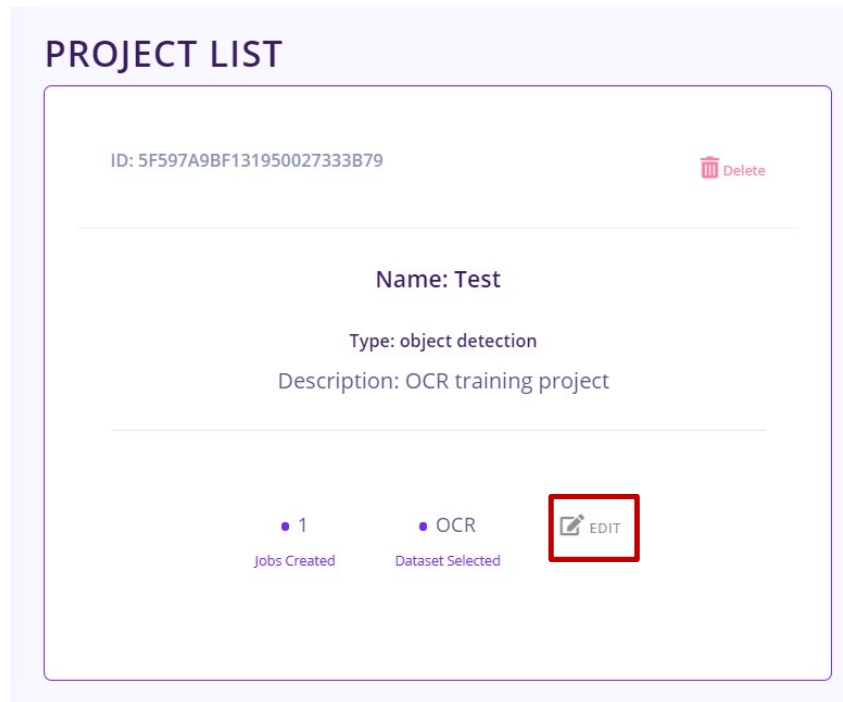 PROJECT LIST
ID: 5F597A9BF131950027333B79
Delete
Name: Test
Type: object detection
Description: OCR training project
• 1 • OCR EDIT
Jobs Created Dataset Selected